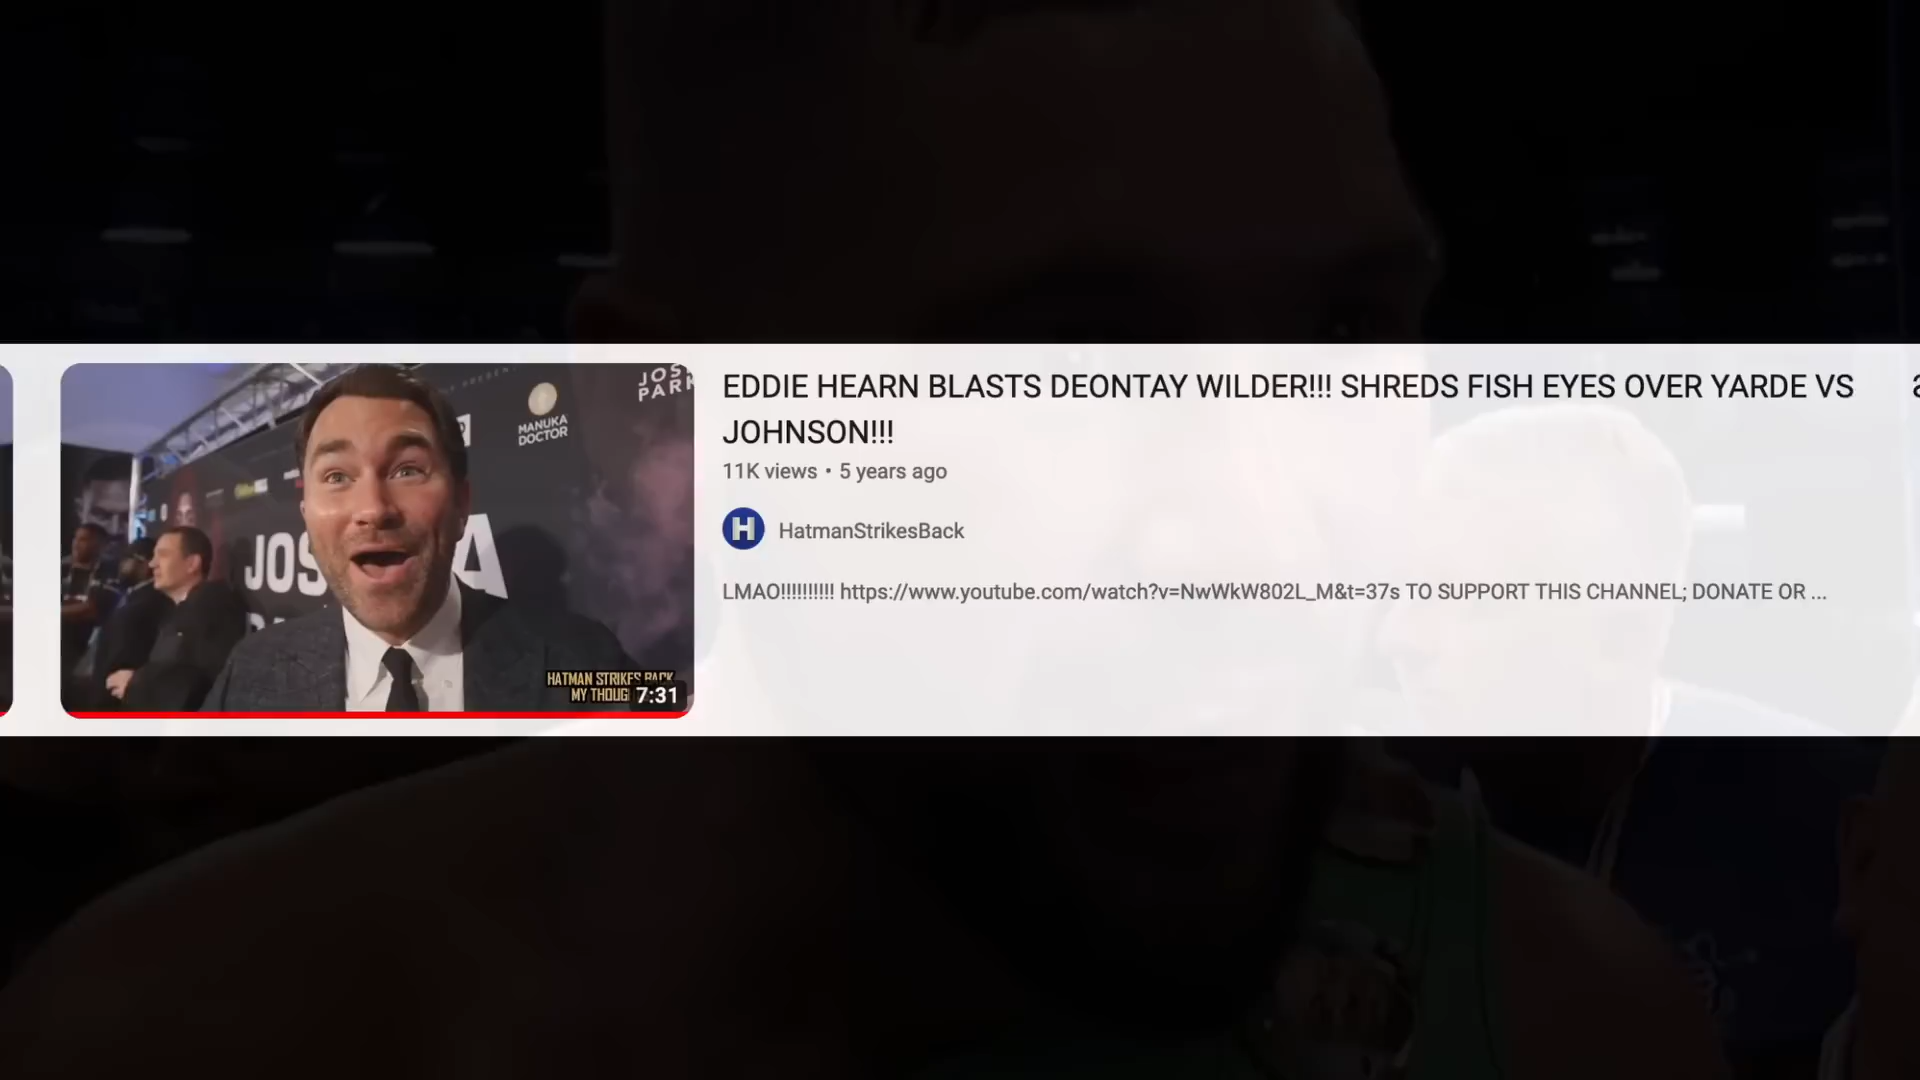 EDDIE HEARN BLASTS DEONTAY WILDER!!! SHREDS FISH EYES OVER YARDE VS
JOHNSON!!!
11K views • 5 years ago
H HatmanStrikesBack
LMAO!!!!!!!!!! https://www.youtube.com/watch?v=NwWkW802L_M&t=37s TO SUPPORT THIS CHANNEL; DONATE OR ...
JOS
PARK
MANUKA
DOCTOR
JOS A
HATMAN STRIKES BACK
MY THOUG
7:31